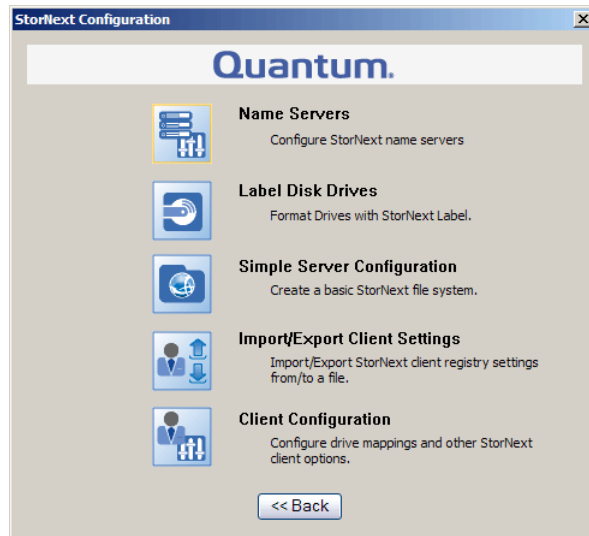 StorNext Configuration
Quantum.
Name Servers
Configure StorNext name servers
Label Disk Drives
Format Drives with StorNext Label.
Simple Server Configuration
Create a basic StorNext file system.
Import/Export Client Settings
Import/Export StorNext client registry settings
from/to a file.
Client Configuration
Configure drive mappings and other StorNext
client options.
<< Back